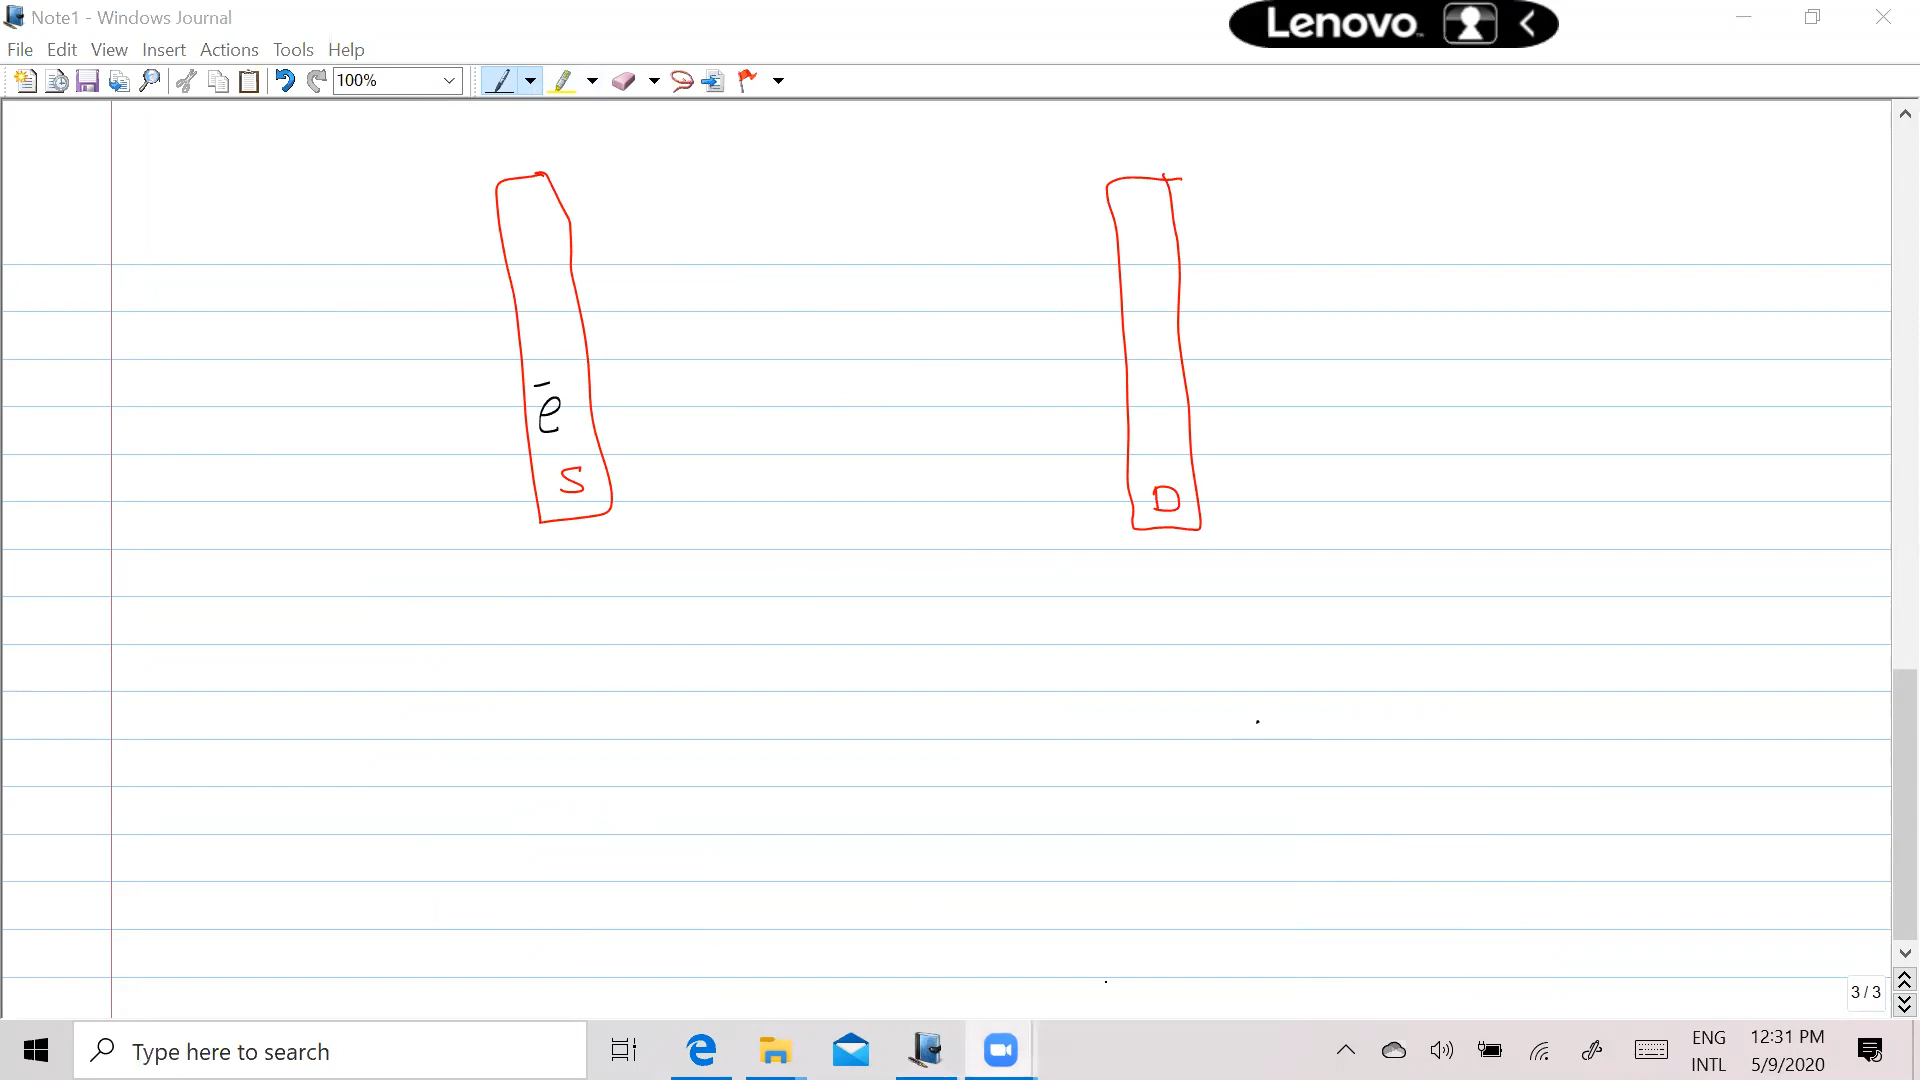 Note1 - Windows Journal
Lenovo
File Edit View Insert Actions Tools Help
100%
ē
S
D
3 / 3
Type here to search
ENG
INTL
12:31 PM
5/9/2020